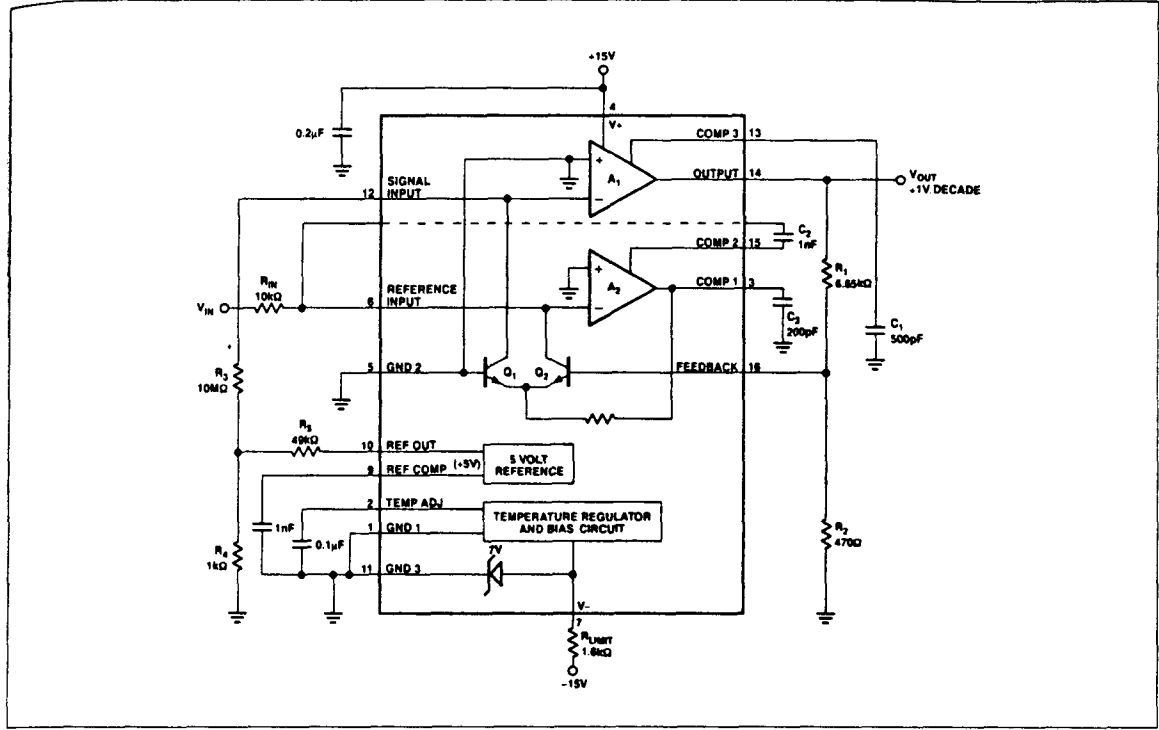 +15V
4
V+
0.2μF
COMP 3 13
SIGNAL
INPUT
12
+
A1
−
OUTPUT 14
VOUT
+1V/DECADE
C2
1nF
COMP 2 15
R1
6.65kΩ
RIN
10kΩ
VIN
REFERENCE
INPUT
6
+
A2
−
COMP 1 3
C3
200pF
C1
500pF
+
R3
10MΩ
5 GND 2
Q1
Q2
FEEDBACK 16
R5
49kΩ
10 REF OUT
(+5V)
5 VOLT
REFERENCE
9 REF COMP
2 TEMP ADJ
TEMPERATURE REGULATOR
AND BIAS CIRCUIT
1 GND 1
1nF
0.1μF
R4
1kΩ
R2
470Ω
7V
11 GND 3
V−
7
RLIMIT
1.6kΩ
−15V